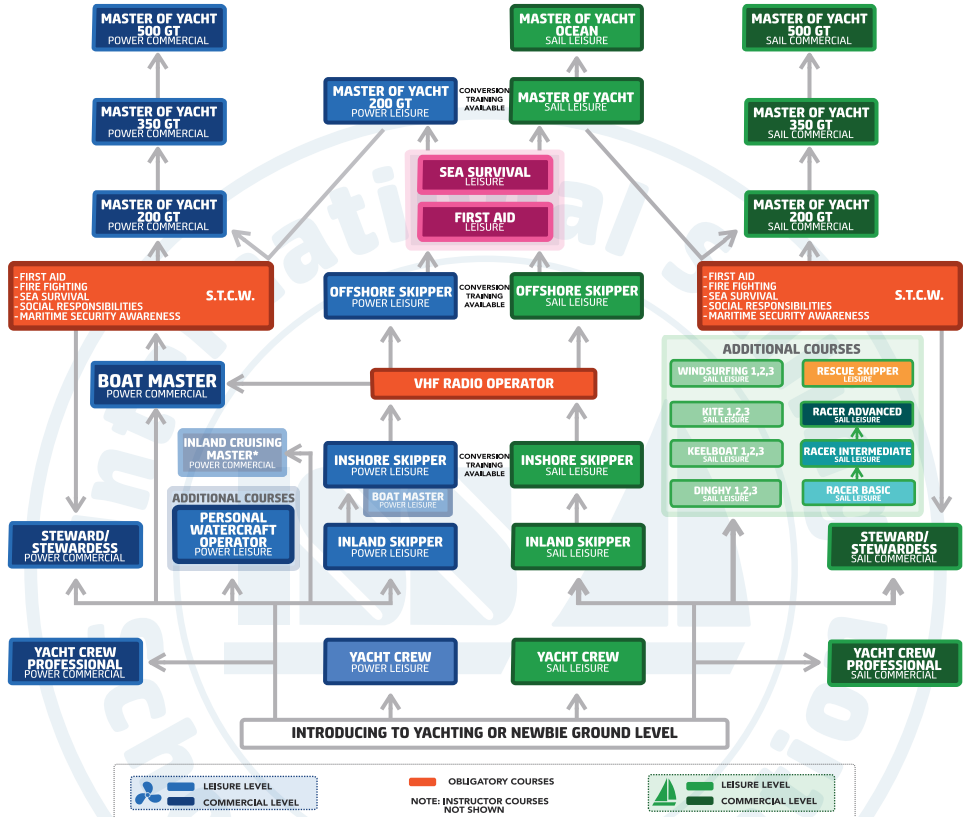 MASTER OF YACHT
500 GT
POWER COMMERCIAL
MASTER OF YACHT
OCEAN
SAIL LEISURE
MASTER OF YACHT
500 GT
SAIL COMMERCIAL
MASTER OF YACHT
350 GT
POWER COMMERCIAL
MASTER OF YACHT
200 GT
POWER LEISURE
CONVERSION
TRAINING
AVAILABLE
MASTER OF YACHT
SAIL LEISURE
MASTER OF YACHT
350 GT
SAIL COMMERCIAL
SEA SURVIVAL
LEISURE
FIRST AID
LEISURE
MASTER OF YACHT
200 GT
POWER COMMERCIAL
MASTER OF YACHT
200 GT
SAIL COMMERCIAL
-FIRST AID
-FIRE FIGHTING
-SEA SURVIVAL
-SOCIAL RESPONSIBILITIES
-MARITIME SECURITY AWARENESS
S.T.C.W.
OFFSHORE SKIPPER
POWER LEISURE
CONVERSION
TRAINING
AVAILABLE
OFFSHORE SKIPPER
SAIL LEISURE
-FIRST AID
-FIRE FIGHTING
-SEA SURVIVAL
-SOCIAL RESPONSIBILITIES
-MARITIME SECURITY AWARENESS
S.T.C.W.
BOAT MASTER
POWER COMMERCIAL
VHF RADIO OPERATOR
ADDITIONAL COURSES
WINDSURFING 1,2,3
SAIL LEISURE
RESCUE SKIPPER
LEISURE
KITE 1,2,3
SAIL LEISURE
RACER ADVANCED
SAIL LEISURE
KEELBOAT 1,2,3
SAIL LEISURE
RACER INTERMEDIATE
SAIL LEISURE
DINGHY 1,2,3
SAIL LEISURE
RACER BASIC
SAIL LEISURE
INLAND CRUISING
MASTER*
POWER COMMERCIAL
INSHORE SKIPPER
POWER LEISURE
CONVERSION
TRAINING
AVAILABLE
INSHORE SKIPPER
SAIL LEISURE
BOAT MASTER
POWER LEISURE
ADDITIONAL COURSES
PERSONAL
WATERCRAFT
OPERATOR
POWER LEISURE
STEWARD/
STEWARDESS
POWER COMMERCIAL
INLAND SKIPPER
POWER LEISURE
INLAND SKIPPER
SAIL LEISURE
STEWARD/
STEWARDESS
SAIL COMMERCIAL
YACHT CREW
PROFESSIONAL
POWER COMMERCIAL
YACHT CREW
POWER LEISURE
YACHT CREW
SAIL LEISURE
YACHT CREW
PROFESSIONAL
SAIL COMMERCIAL
INTRODUCING TO YACHTING OR NEWBIE GROUND LEVEL
LEISURE LEVEL
COMMERCIAL LEVEL
OBLIGATORY COURSES
NOTE: INSTRUCTOR COURSES
NOT SHOWN
LEISURE LEVEL
COMMERCIAL LEVEL